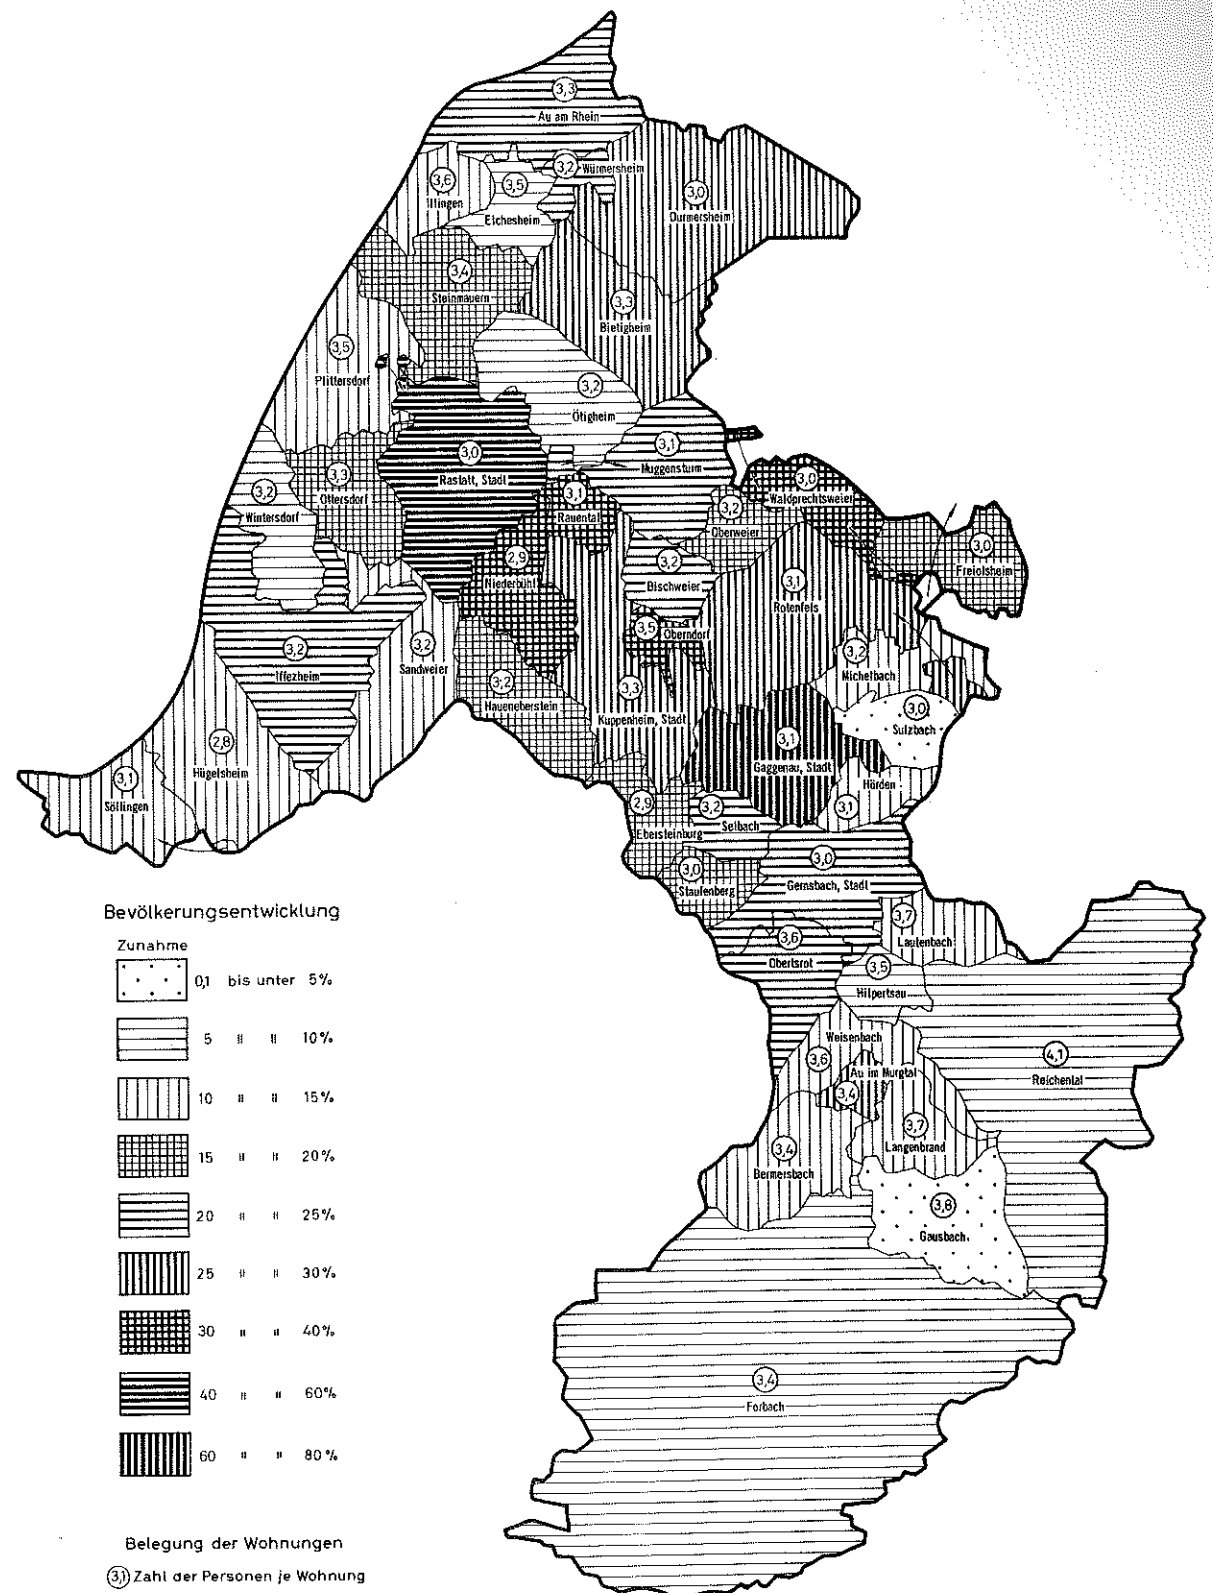 3,3
Au am Rhein
3,2 Würmersheim
3,6
Illingen
3,5
Elchesheim
3,0
Durmersheim
3,4
Steinmauern
3,3
Bietigheim
3,5
Plittersdorf
3,2
Ötigheim
3,1
Muggensturm
3,0
Rastatt, Stadt
3,3
Ottersdorf
3,2
Wintersdorf
3,1
Rauental
3,2
Oberweier
3,0
Waldprechtsweier
3,0
Freiolsheim
2,9
Niederbühl
3,2
Bischweier
3,1
Rotenfels
3,5 Oberndorf
3,2
Michelbach
3,2
Iffezheim
3,2
Sandweier
3,2
Haueneberstein
3,3
Kuppenheim, Stadt
3,0
Sulzbach
2,8
Hügelsheim
3,1
Söllingen
3,1
Gaggenau, Stadt
Hörden
3,1
2,9
Ebersteinburg
3,2
Selbach
3,0
Staufenberg
3,0
Gernsbach, Stadt
3,7
Lautenbach
3,6
Obertsrot
3,5
Hilpertsau
Weisenbach
3,6
Au im Murgtal
3,4
4,1
Reichental
3,7
Langenbrand
3,4
Bermersbach
3,8
Gausbach
3,4
Forbach
Bevölkerungsentwicklung
Zunahme
0,1 bis unter 5%
5 " " 10%
10 " " 15%
15 " " 20%
20 " " 25%
25 " " 30%
30 " " 40%
40 " " 60%
60 " " 80%
Belegung der Wohnungen
3,1 Zahl der Personen je Wohnung